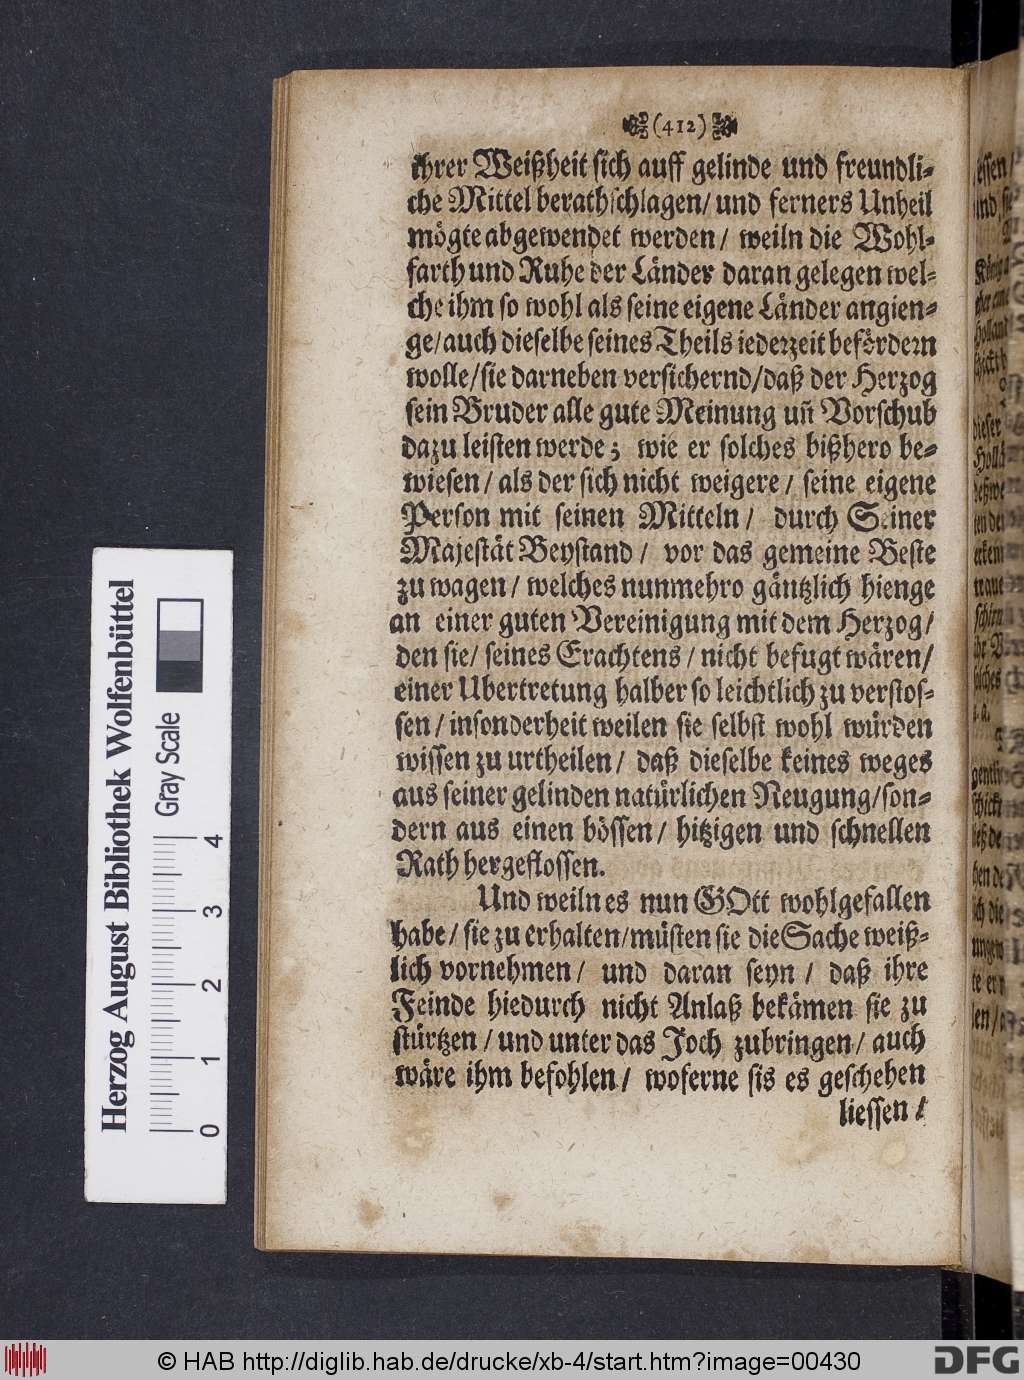 (412)
ihrer Weißheit sich auff gelinde und freundli-
che Mittel berathschlagen/ und ferners Unheil
mögte abgewendet werden/ weiln die Wohl-
farth und Ruhe der Länder daran gelegen wel-
che ihm so wohl als seine eigene Länder angien-
ge/ auch dieselbe seines Theils iederzeit befördern
wolle/ sie darneben versichernd/ daß der Herzog
sein Bruder alle gute Meinung uñ Vorschub
dazu leisten werde; wie er solches bißhero be-
wiesen/ als der sich nicht weigere/ seine eigene
Person mit seinen Mitteln/ durch Seiner
Majestät Beystand/ vor das gemeine Beste
zu wagen/ welches nunmehro gäntzlich hienge
an einer guten Vereinigung mit dem Herzog/
den sie/ seines Erachtens/ nicht befugt wären/
einer Ubertretung halber so leichtlich zu verstos-
sen/ insonderheit weilen sie selbst wohl würden
wissen zu urtheilen/ daß dieselbe keines weges
aus seiner gelinden natürlichen Neugung/ son-
dern aus einen bössen/ hitzigen und schnellen
Rath hergeflossen.
Und weiln es nun GOtt wohlgefallen
habe/ sie zu erhalten/ müsten sie die Sache weiß-
lich vornehmen/ und daran seyn/ daß ihre
Feinde hiedurch nicht Anlaß bekämen sie zu
stürtzen/ und unter das Joch zubringen/ auch
wäre ihm befohlen/ woferne sis es geschehen
liessen/
Herzog August Bibliothek Wolfenbüttel
Gray Scale
0 1 2 3 4
© HAB http://diglib.hab.de/drucke/xb-4/start.htm?image=00430
DFG